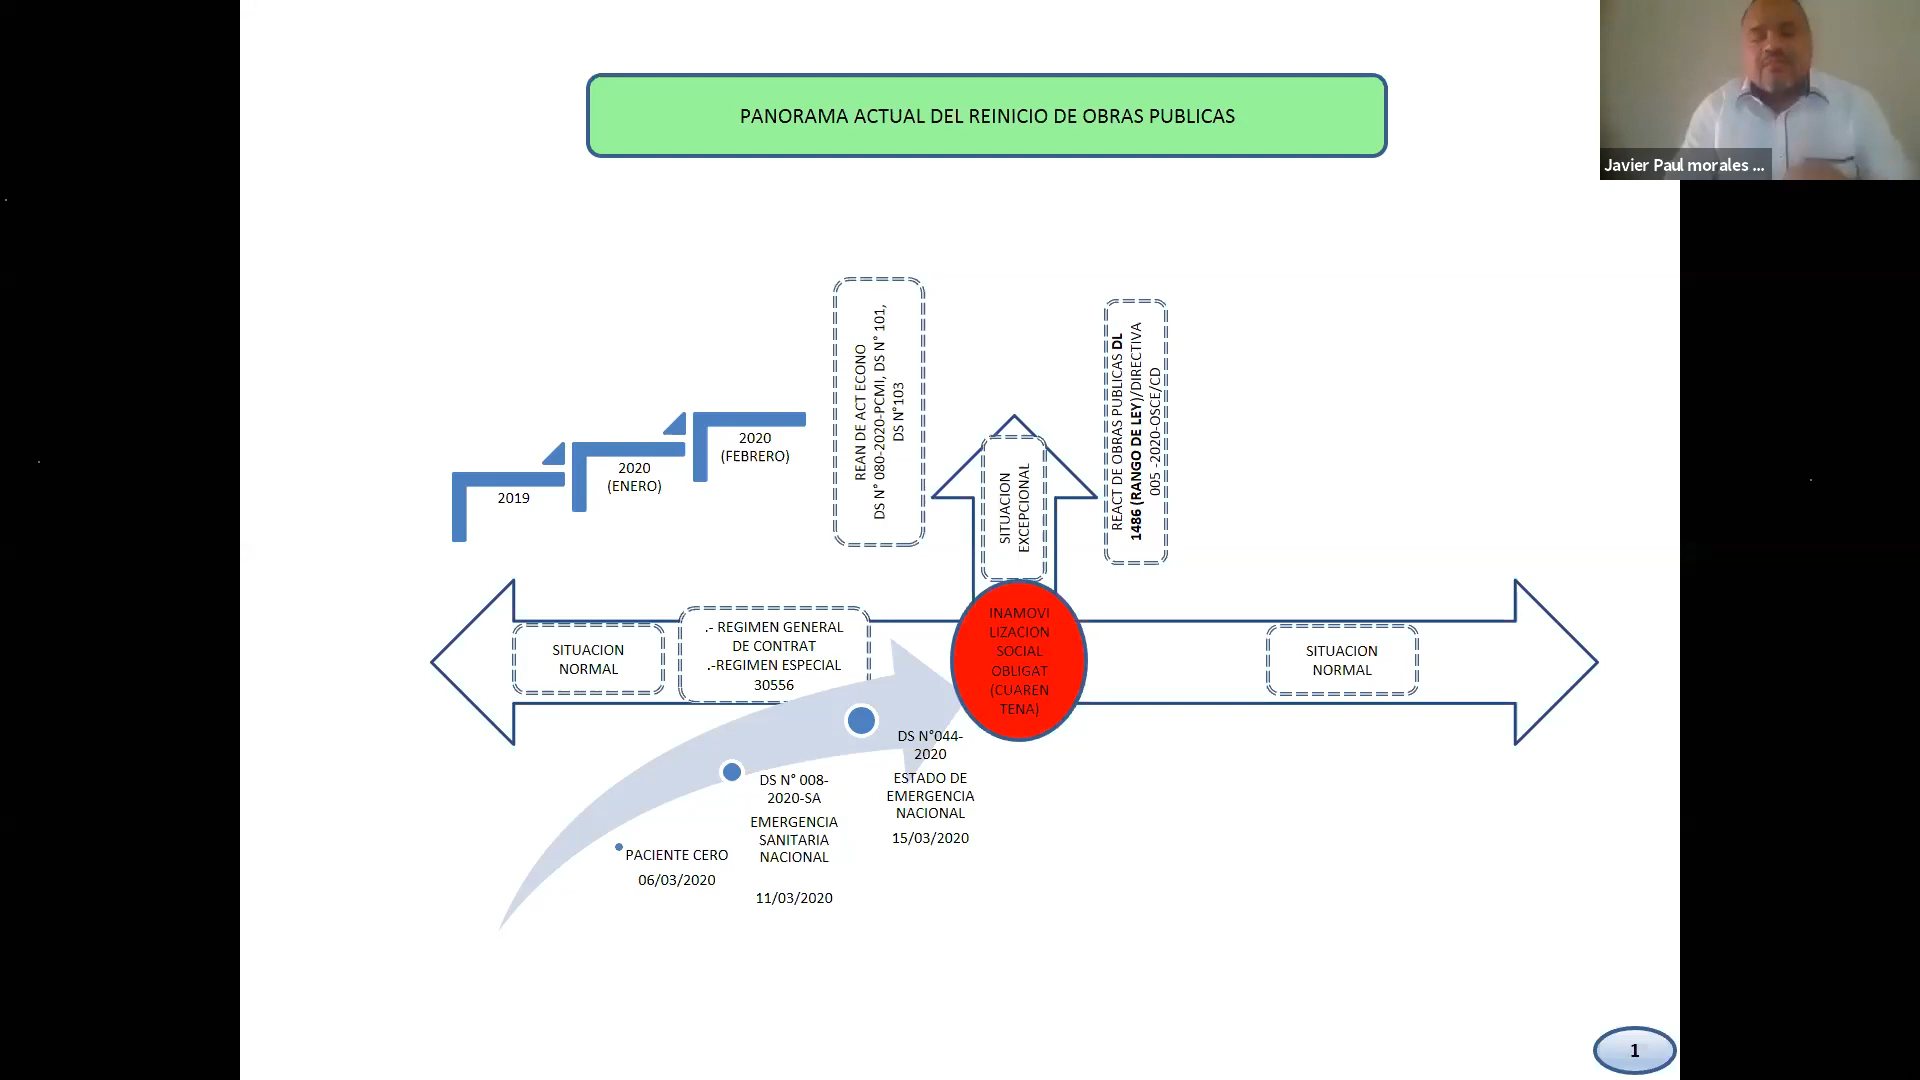 PANORAMA ACTUAL DEL REINICIO DE OBRAS PUBLICAS
Javier Paul morales ...
2019
2020
(ENERO)
2020
(FEBRERO)
REAN DE ACT ECONO
DS N° 080-2020-PCMI, DS N° 101,
DS N°103
SITUACION
EXCEPCIONAL
REACT DE OBRAS PUBLICAS DL
1486 (RANGO DE LEY)/DIRECTIVA
005 -2020-OSCE/CD
SITUACION
NORMAL
.- REGIMEN GENERAL
DE CONTRAT
.-REGIMEN ESPECIAL
30556
INAMOVI
LIZACION
SOCIAL
OBLIGAT
(CUAREN
TENA)
SITUACION
NORMAL
PACIENTE CERO
06/03/2020
DS N° 008-
2020-SA
EMERGENCIA
SANITARIA
NACIONAL
11/03/2020
DS N°044-
2020
ESTADO DE
EMERGENCIA
NACIONAL
15/03/2020
1